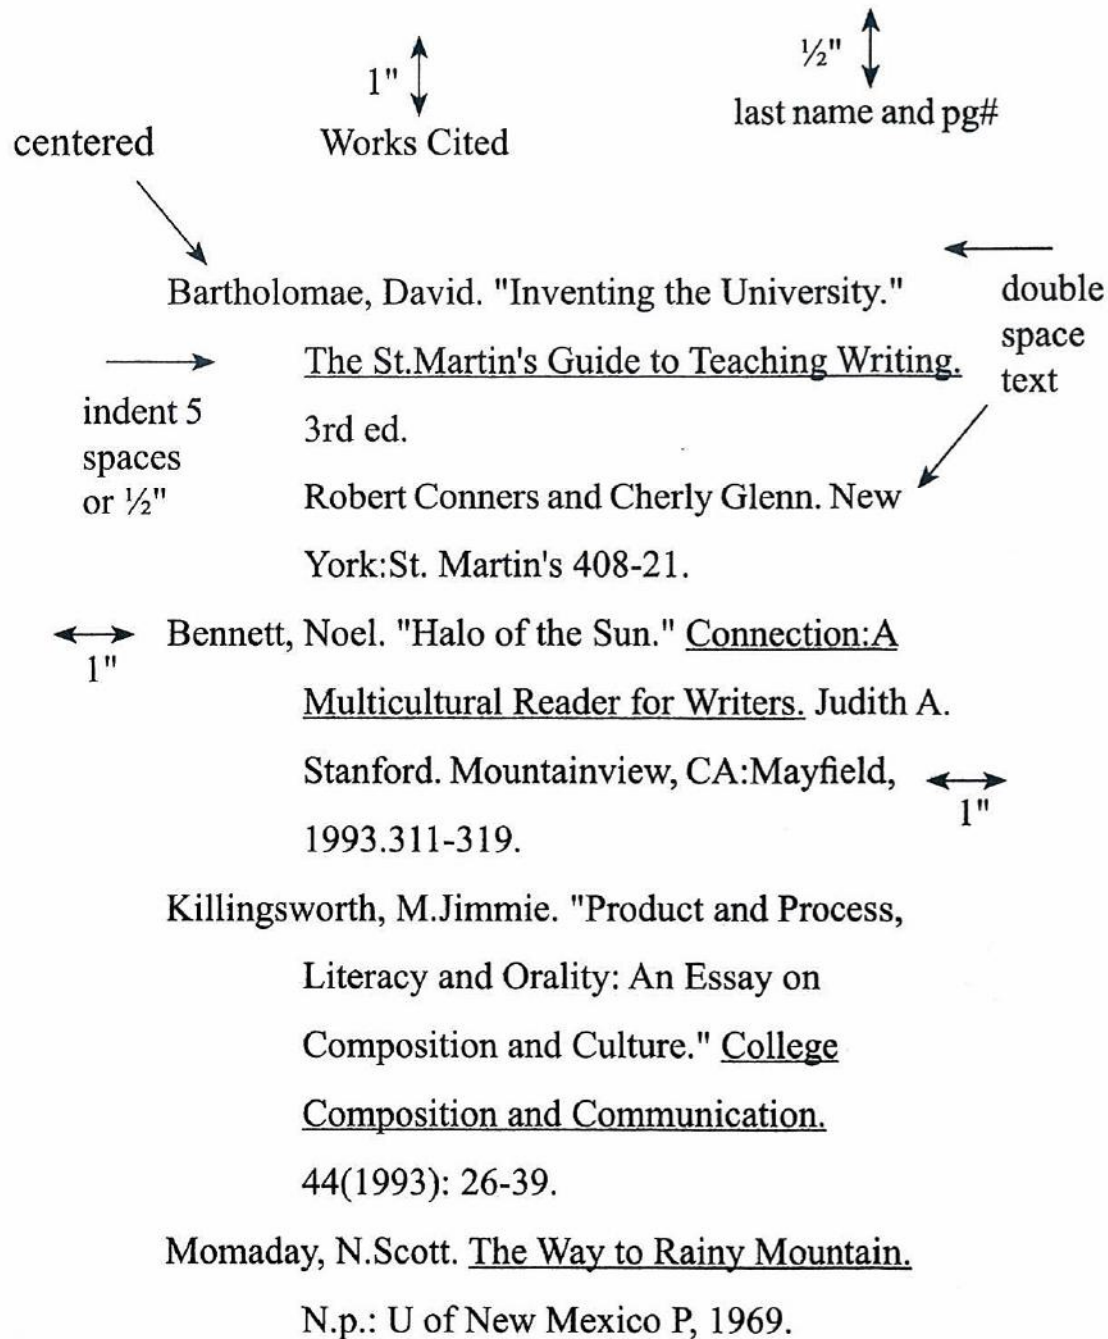 1"
½"
last name and pg#
centered
Works Cited
Bartholomae, David. "Inventing the University."
double
space
text
The St.Martin's Guide to Teaching Writing.
indent 5
spaces
or ½"
3rd ed.
Robert Conners and Cherly Glenn. New
York:St. Martin's 408-21.
1"
Bennett, Noel. "Halo of the Sun." Connection:A
Multicultural Reader for Writers. Judith A.
Stanford. Mountainview, CA:Mayfield,
1"
1993.311-319.
Killingsworth, M.Jimmie. "Product and Process,
Literacy and Orality: An Essay on
Composition and Culture." College
Composition and Communication.
44(1993): 26-39.
Momaday, N.Scott. The Way to Rainy Mountain.
N.p.: U of New Mexico P, 1969.